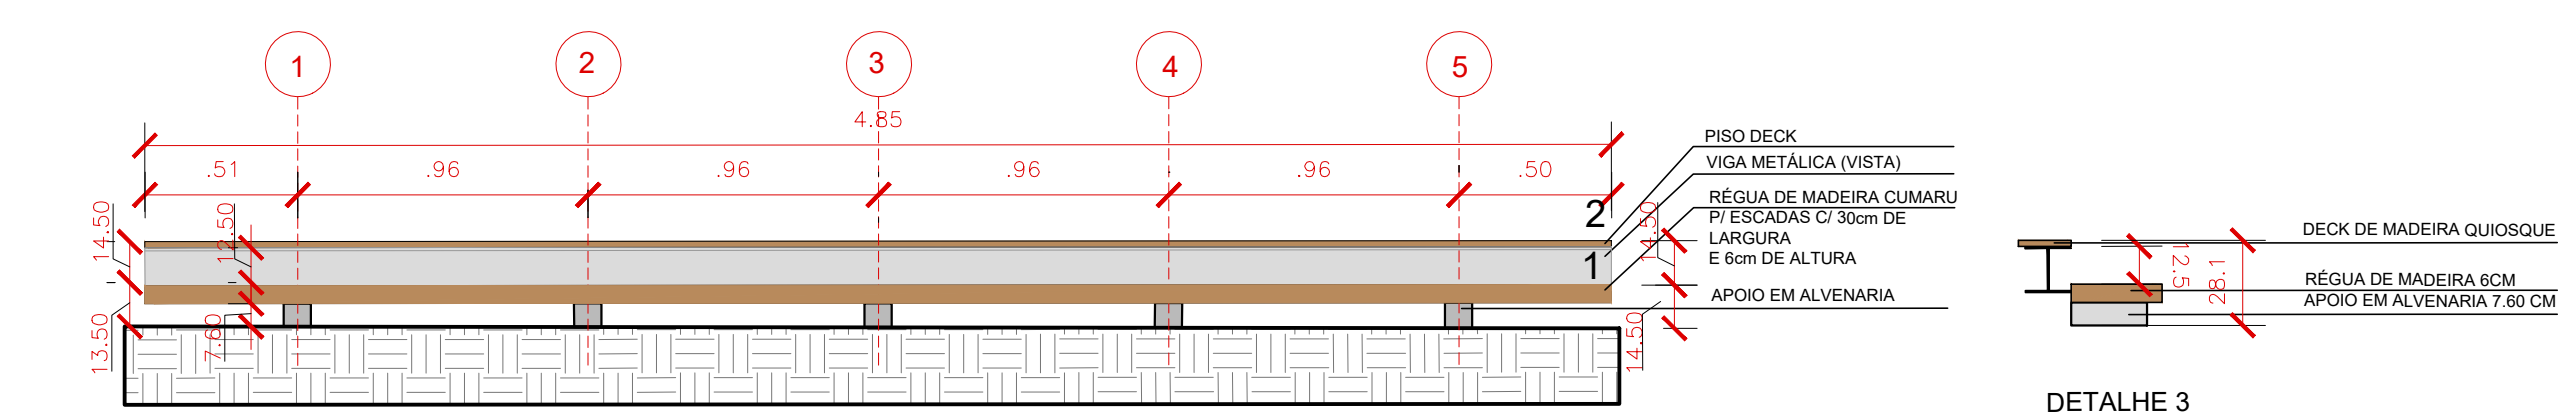 1
2
3
4
5
4.85
.51
.96
.96
.96
.96
.50
14.50
12.50
13.50
7.60
2
1
14.50
14.50
PISO DECK
VIGA METÁLICA (VISTA)
RÉGUA DE MADEIRA CUMARU
P/ ESCADAS C/ 30cm DE
LARGURA
E 6cm DE ALTURA
APOIO EM ALVENARIA
12.5
28.1
DECK DE MADEIRA QUIOSQUE
RÉGUA DE MADEIRA 6CM
APOIO EM ALVENARIA 7.60 CM
DETALHE 3